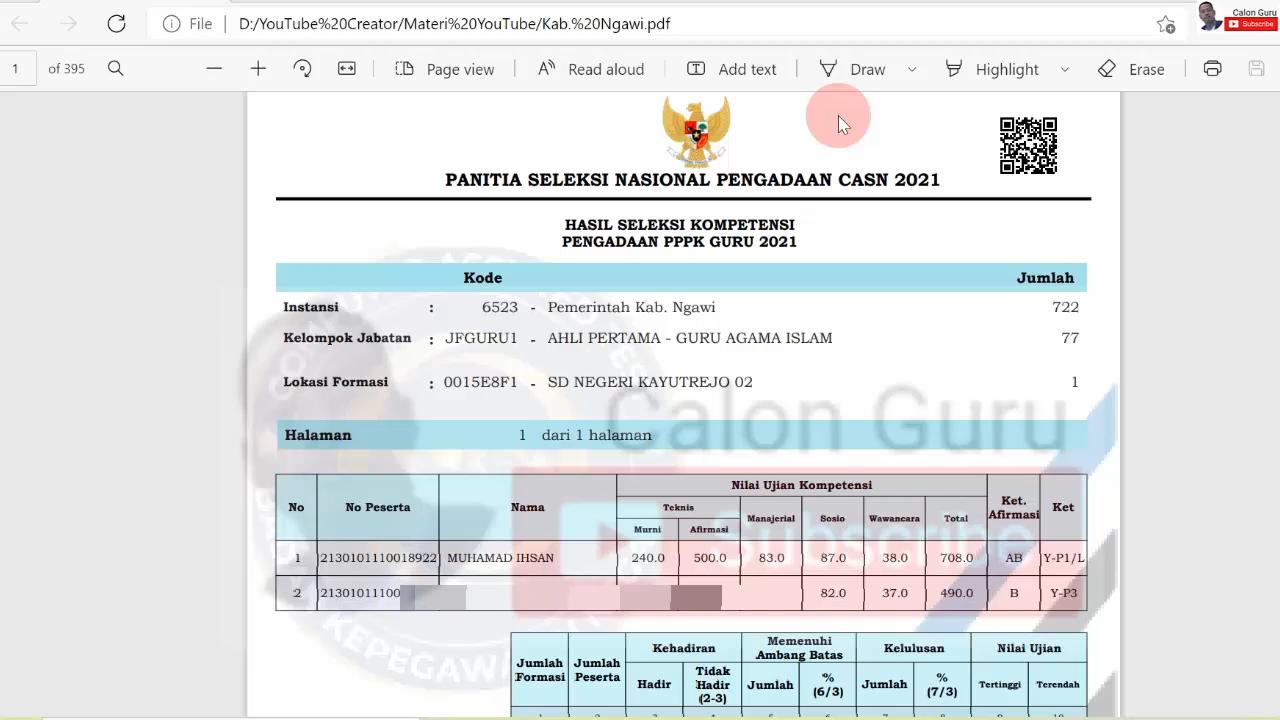 File D:/YouTube%20Creator/Materi%20YouTube/Kab.%20Ngawi.pdf
Calon Guru
Subscribe
1 of 395 Page view Read aloud Add text Draw Highlight Erase
PANITIA SELEKSI NASIONAL PENGADAAN CASN 2021
HASIL SELEKSI KOMPETENSI
PENGADAAN PPPK GURU 2021
Kode Jumlah
Instansi : 6523 - Pemerintah Kab. Ngawi 722
Kelompok Jabatan : JFGURU1 - AHLI PERTAMA - GURU AGAMA ISLAM 77
Lokasi Formasi : 0015E8F1 - SD NEGERI KAYUTREJO 02 1
Calon Guru
Halaman 1 dari 1 halaman
No No Peserta Nama Nilai Ujian Kompetensi Ket. Afirmasi Ket
Teknis Manajerial Sosio Wawancara Total
Murni Afirmasi
Subscribe
1 21301011110018922 MUHAMAD IHSAN 240.0 500.0 83.0 87.0 38.0 708.0 AB Y-P1/L
2 21301011100 82.0 37.0 490.0 B Y-P3
KEPEGAWAI
Jumlah Formasi Jumlah Peserta Kehadiran Memenuhi Ambang Batas Kelulusan Nilai Ujian
Hadir Tidak Hadir (2-3) Jumlah % (6/3) Jumlah % (7/3) Tertinggi Terendah